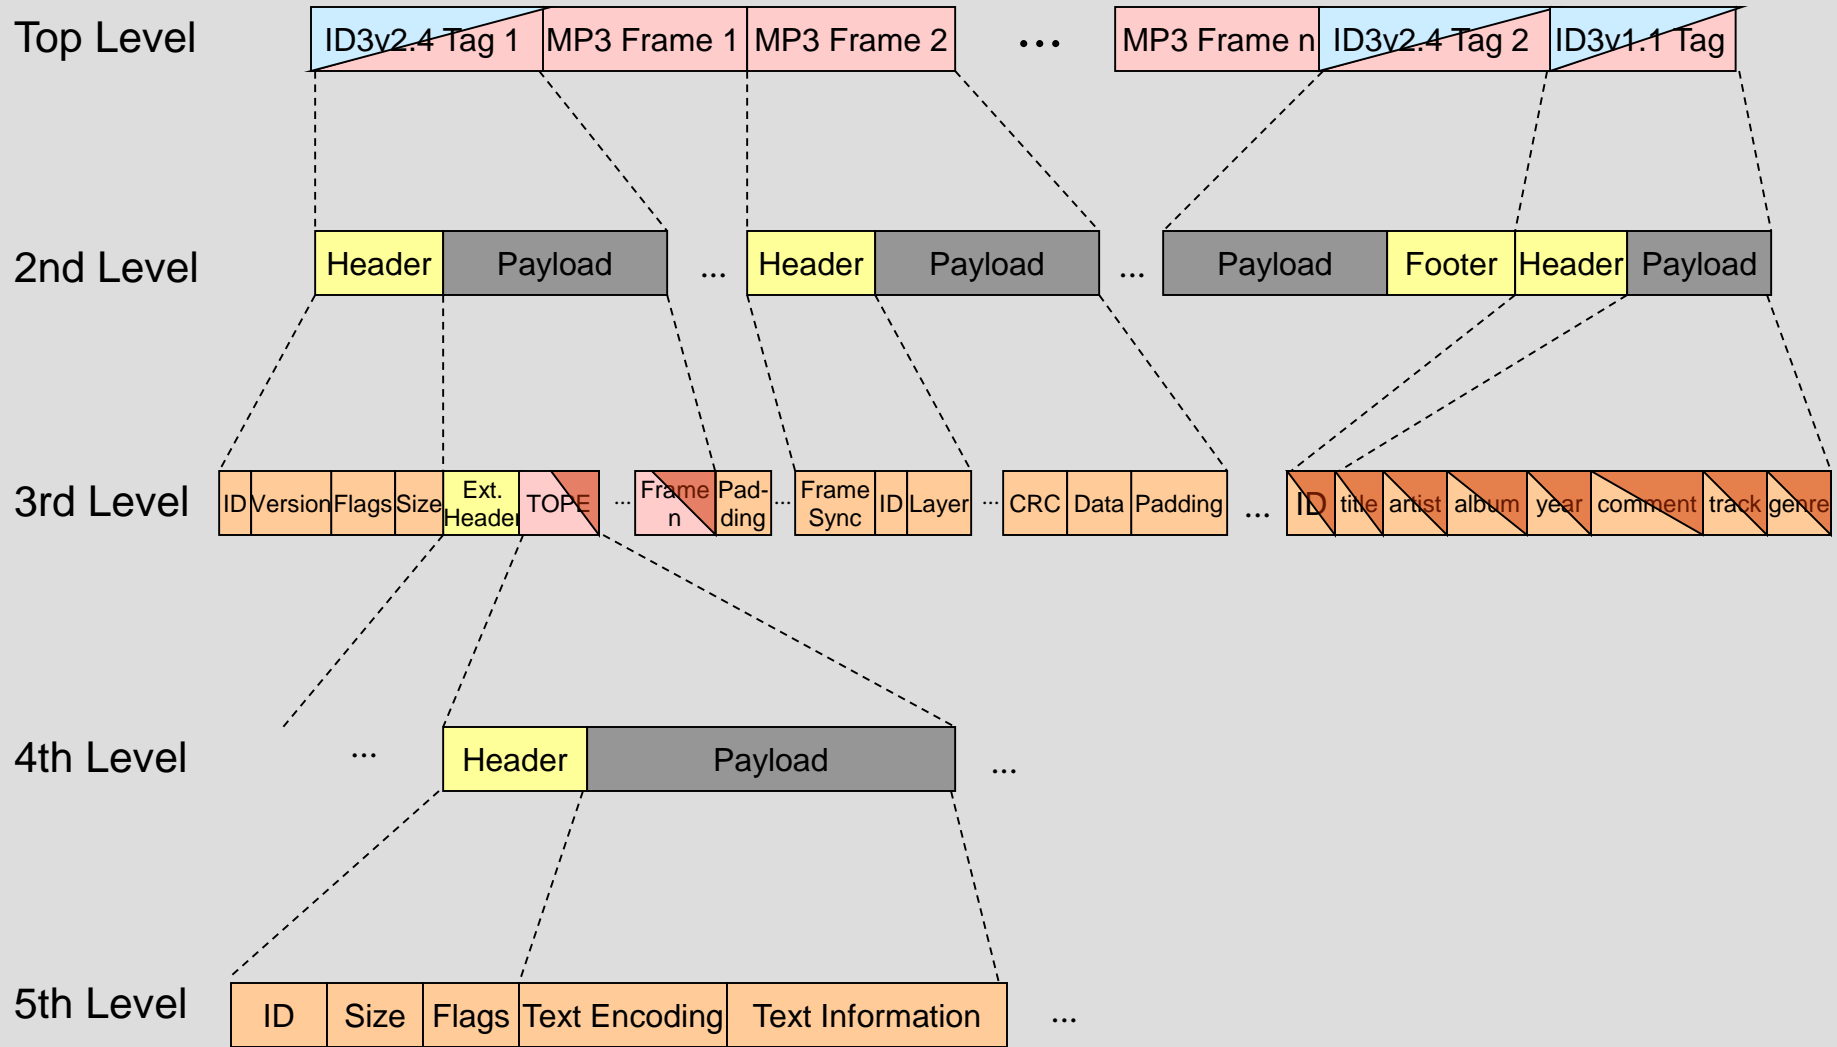 Top Level ID3v2.4 Tag 1 MP3 Frame 1 MP3 Frame 2 ... MP3 Frame n ID3v2.4 Tag 2 ID3v1.1 Tag
2nd Level Header Payload ... Header Payload ... Payload Footer Header Payload
3rd Level ID Version Flags Size Ext. Header TOPE ... Frame n Pad-ding ... Frame Sync ID Layer ... CRC Data Padding ... ID title artist album year comment track genre
4th Level ... Header Payload ...
5th Level ID Size Flags Text Encoding Text Information ...